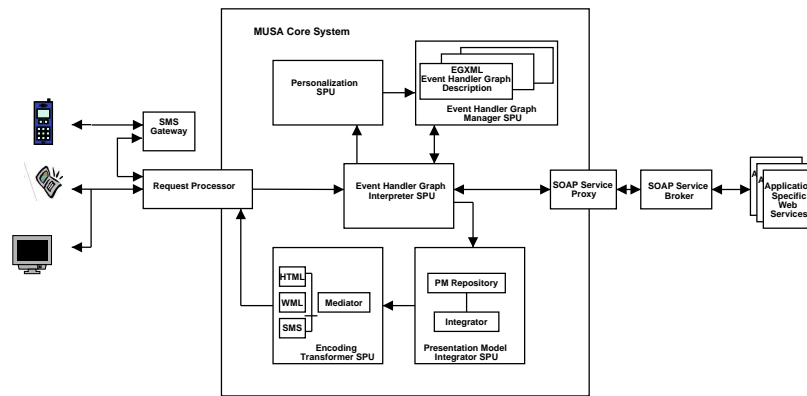 MUSA Core System
EGXML
Event Handler Graph
Description
Event Handler Graph
Manager SPU
Personalization
SPU
SMS
Gateway
Request Processor
Event Handler Graph
Interpreter SPU
SOAP Service
Proxy
SOAP Service
Broker
A
A
Application
Specific
Web
Services
HTML
WML
SMS
Mediator
Encoding
Transformer SPU
PM Repository
Integrator
Presentation Model
Integrator SPU